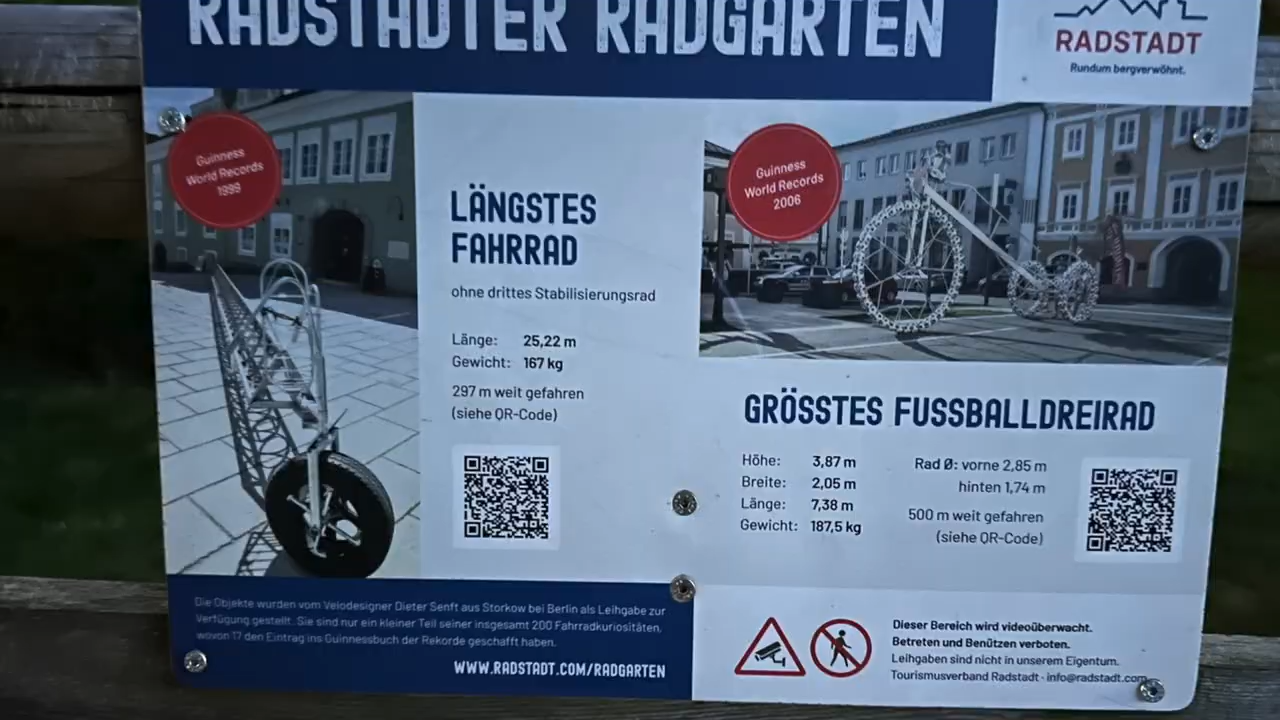 RADSTÄDTER RADGARTEN
RADSTADT
Rundum bergverwöhnt.
Guinness
World Records
1999
LÄNGSTES
FAHRRAD
ohne drittes Stabilisierungsrad
Länge: 25,22 m
Gewicht: 167 kg
297 m weit gefahren
(siehe QR-Code)
Guinness
World Records
2006
GRÖSSTES FUSSBALLDREIRAD
Höhe: 3,87 m
Breite: 2,05 m
Länge: 7,38 m
Gewicht: 187,5 kg
Rad Ø: vorne 2,85 m
hinten 1,74 m
500 m weit gefahren
(siehe QR-Code)
Die Objekte wurden vom Velodesigner Dieter Senft aus Storkow bei Berlin als Leihgabe zur
Verfügung gestellt. Sie sind nur ein kleiner Teil seiner insgesamt 200 Fahrradkuriositäten,
wovon 17 den Eintrag ins Guinnessbuch der Rekorde geschafft haben.
WWW.RADSTADT.COM/RADGARTEN
Dieser Bereich wird videoüberwacht.
Betreten und Benützen verboten.
Leihgaben sind nicht in unserem Eigentum.
Tourismusverband Radstadt · info@radstadt.com